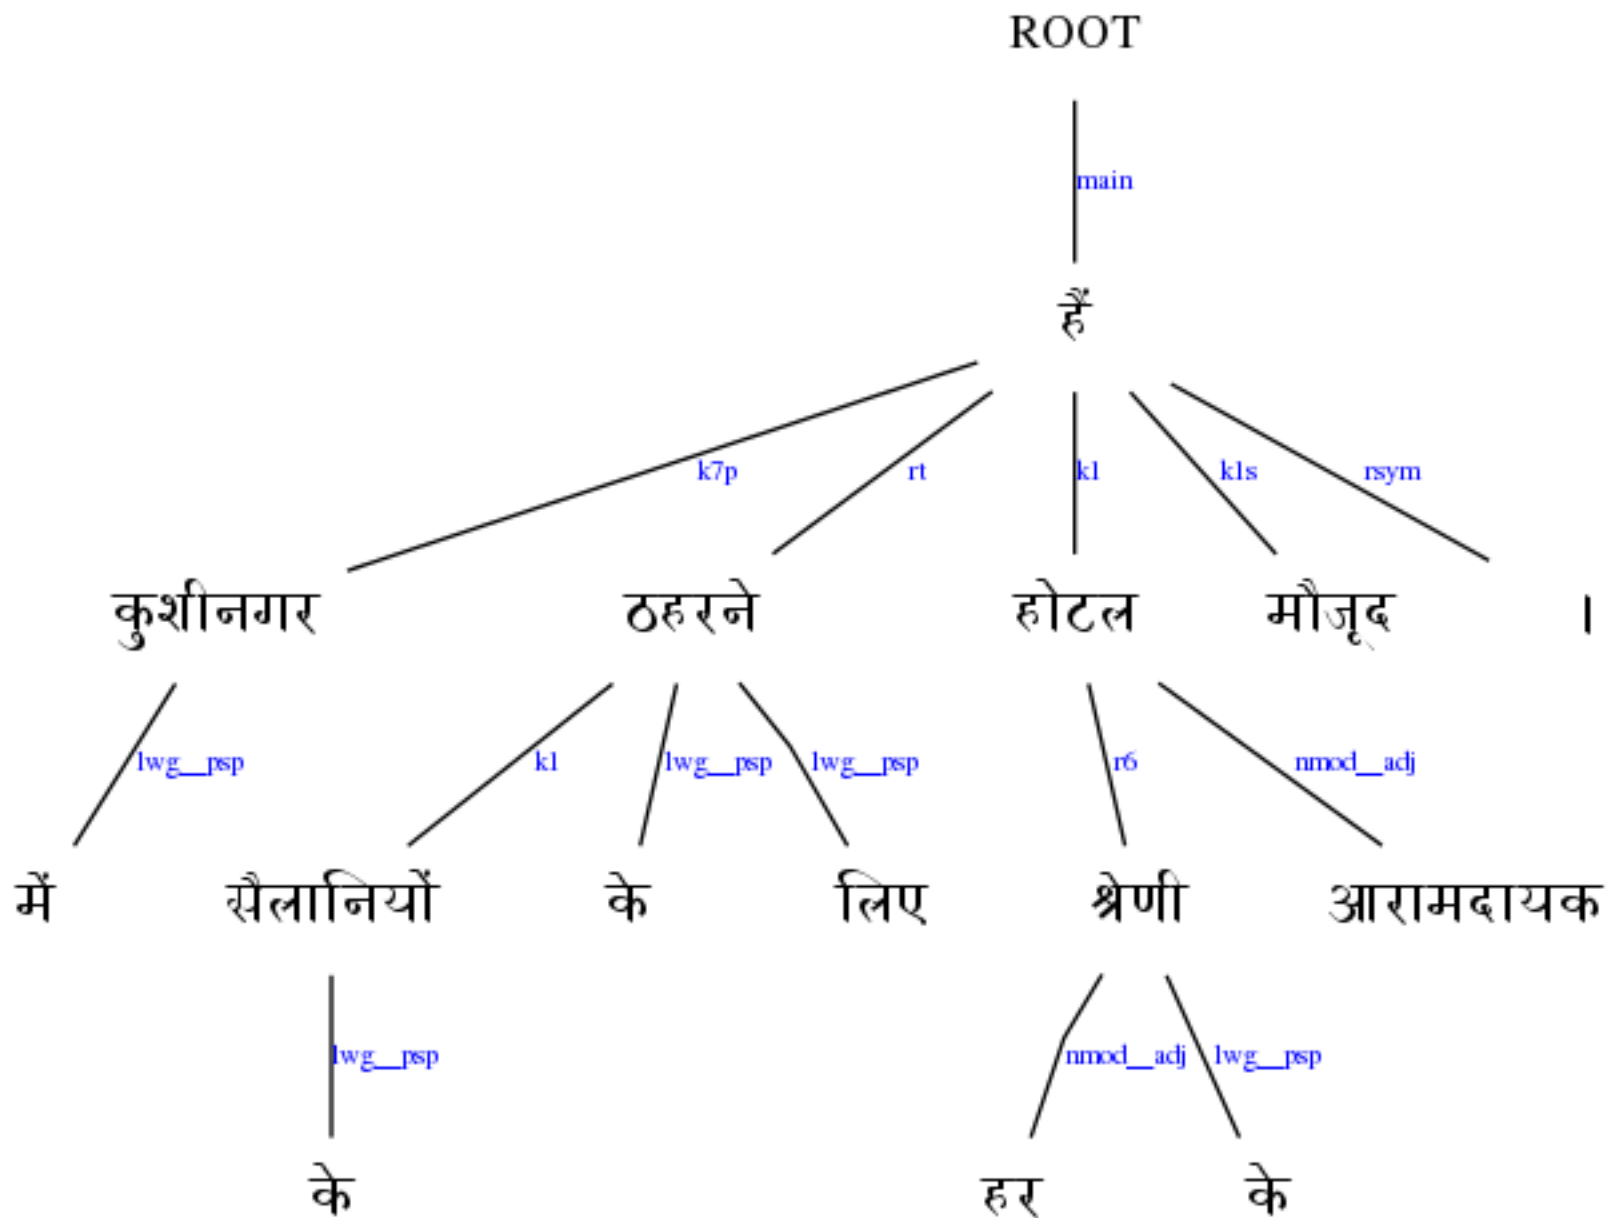 ROOT
main
हैं
k7p rt k1 k1s rsym
कुशीनगर ठहरने होटल मौजूद ।
lwg__psp k1 lwg__psp lwg__psp r6 nmod__adj
में सैलानियों के लिए श्रेणी आरामदायक
lwg__psp nmod__adj lwg__psp
के हर के